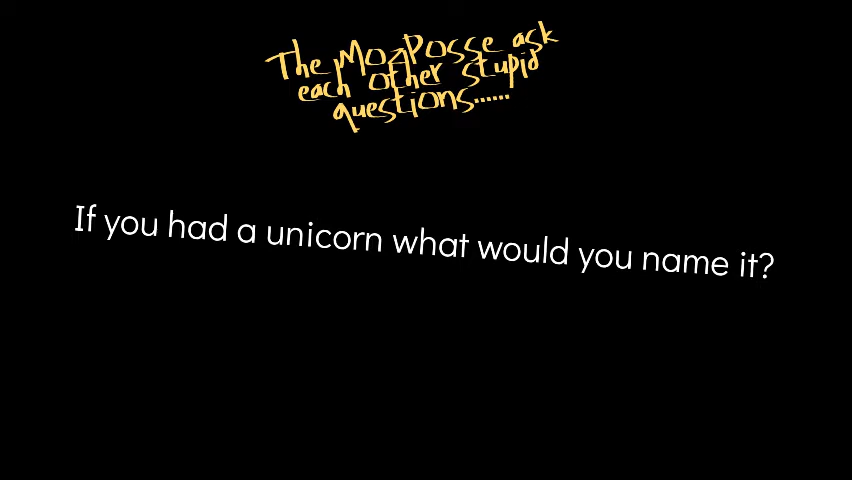 The MozPosse ask
each other stupid
questions......
If you had a unicorn what would you name it?